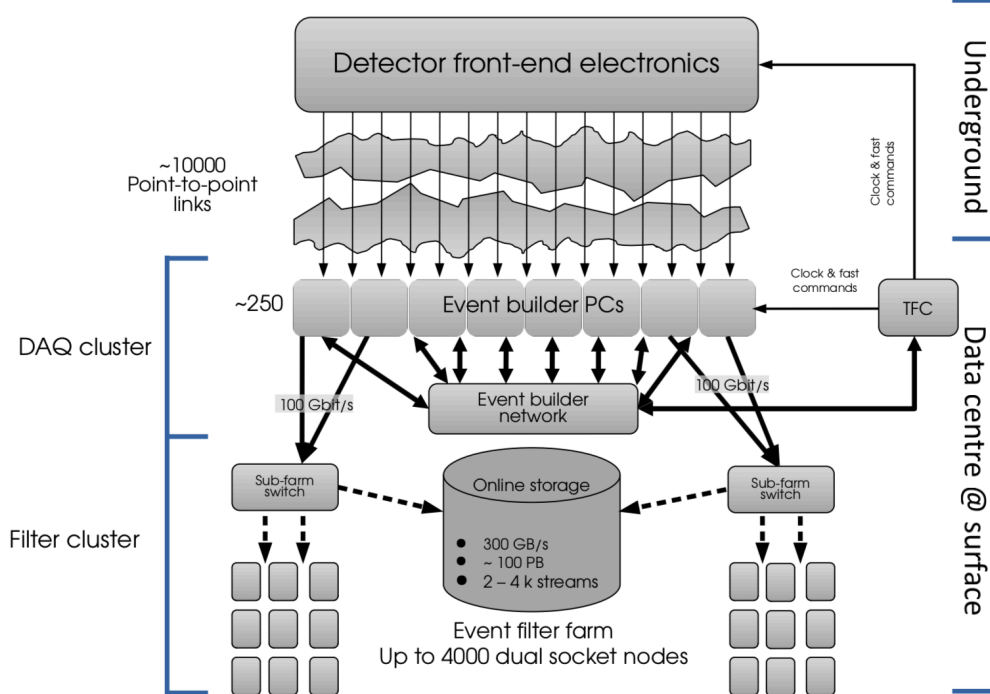 Detector front-end electronics
Underground
~10000
Point-to-point
links
Clock & fast
commands
Clock & fast
commands
~250
Event builder PCs
TFC
DAQ cluster
100 Gbit/s
100 Gbit/s
Event builder
network
Data centre @ surface
Sub-farm
switch
Online storage
Sub-farm
switch
Filter cluster
● 300 GB/s
● ~ 100 PB
● 2 – 4 k streams
Event filter farm
Up to 4000 dual socket nodes